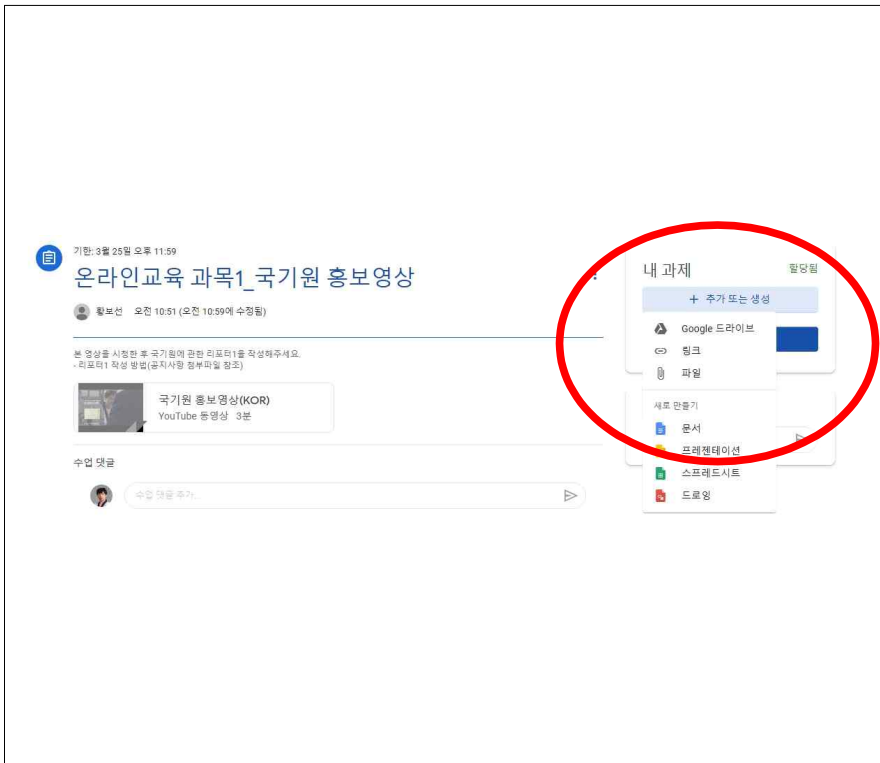 기한: 3월 25일 오후 11:59
온라인교육 과목1_국기원 홍보영상
황보선 오전 10:51 (오전 10:59에 수정됨)
본 영상을 시청한 후 국기원에 관한 리포터1을 작성해주세요.
- 리포터1 작성 방법(공지사항 첨부파일 참조)
국기원 홍보영상(KOR)
YouTube 동영상 3분
수업 댓글
수업 댓글 추가...
내 과제
할당됨
+ 추가 또는 생성
Google 드라이브
링크
파일
새로 만들기
문서
프레젠테이션
스프레드시트
드로잉